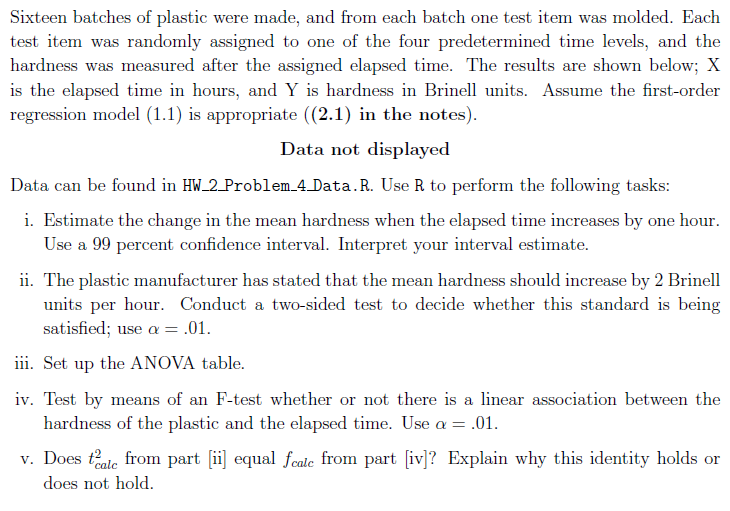 Sixteen batches of plastic were made, and from each batch one test item was molded. Each
test item was randomly assigned to one of the four predetermined time levels, and the
hardness was measured after the assigned elapsed time. The results are shown below; X
is the elapsed time in hours, and Y is hardness in Brinell units. Assume the first-order
regression model (1.1) is appropriate ((2.1) in the notes).
Data not displayed
Data can be found in HW_2_Problem_4_Data.R. Use R to perform the following tasks:
i. Estimate the change in the mean hardness when the elapsed time increases by one hour.
Use a 99 percent confidence interval. Interpret your interval estimate.
ii. The plastic manufacturer has stated that the mean hardness should increase by 2 Brinell
units per hour. Conduct a two-sided test to decide whether this standard is being
satisfied; use α = .01.
iii. Set up the ANOVA table.
iv. Test by means of an F-test whether or not there is a linear association between the
hardness of the plastic and the elapsed time. Use α = .01.
v. Does t²calc from part [ii] equal fcalc from part [iv]? Explain why this identity holds or
does not hold.